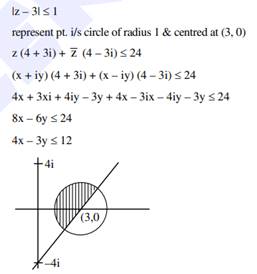 |z – 3| ≤ 1
represent pt. i/s circle of radius 1 & centred at (3, 0)
z (4 + 3i) + z̅ (4 – 3i) ≤ 24
(x + iy) (4 + 3i) + (x – iy) (4 – 3i) ≤ 24
4x + 3xi + 4iy – 3y + 4x – 3ix – 4iy – 3y ≤ 24
8x – 6y ≤ 24
4x – 3y ≤ 12
4i
(3,0
–4i